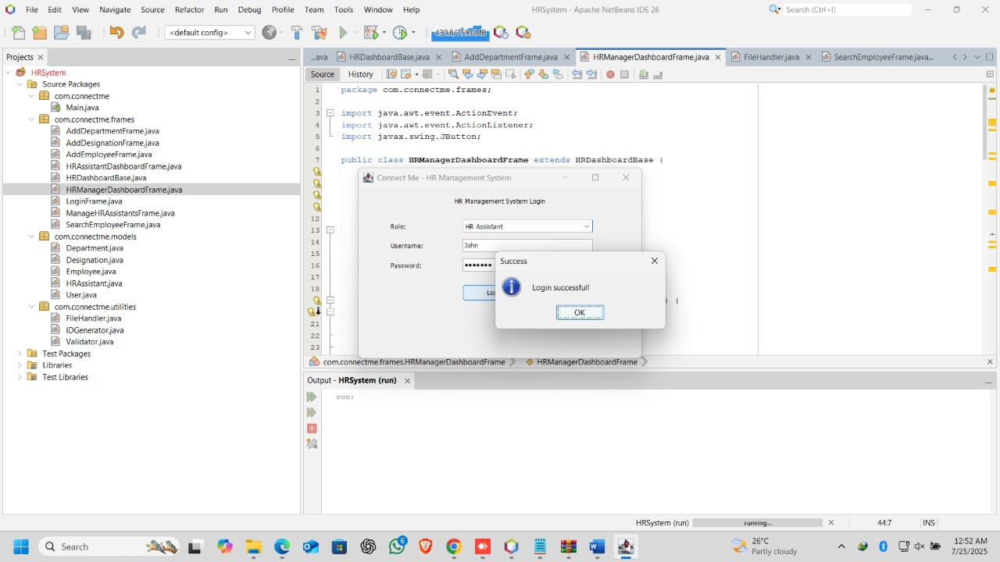 File Edit View Navigate Source Refactor Run Debug Profile Team Tools Window Help
HRSystem - Apache NetBeans IDE 26
Search (Ctrl+I)
<default config>
430.8/759.0MB
Projects
HRSystem
Source Packages
com.connectme
Main.java
com.connectme.frames
AddDepartmentFrame.java
AddDesignationFrame.java
AddEmployeeFrame.java
HRAssistantDashboardFrame.java
HRDashboardBase.java
HRManagerDashboardFrame.java
LoginFrame.java
ManageHRAssistantsFrame.java
SearchEmployeeFrame.java
com.connectme.models
Department.java
Designation.java
Employee.java
HRAssistant.java
User.java
com.connectme.utilities
FileHandler.java
IDGenerator.java
Validator.java
Test Packages
Libraries
Test Libraries
...ava HRDashboardBase.java AddDepartmentFrame.java HRManagerDashboardFrame.java FileHandler.java SearchEmployeeFrame.java...
Source History
1 package com.connectme.frames;
2
3 import java.awt.event.ActionEvent;
4 import java.awt.event.ActionListener;
5 import javax.swing.JButton;
6
7 public class HRManagerDashboardFrame extends HRDashboardBase {
12
13
14
15
16
17
18
) {
21
22
23
Connect Me - HR Management System
HR Management System Login
Role: HR Assistant
Username: John
Password: •••••••
Lo
Success
Login successful!
OK
com.connectme.frames.HRManagerDashboardFrame HRManagerDashboardFrame
Output - HRSystem (run)
run:
HRSystem (run) running... 44:7 INS
Search
6
26°C
Partly cloudy
12:52 AM
7/25/2025